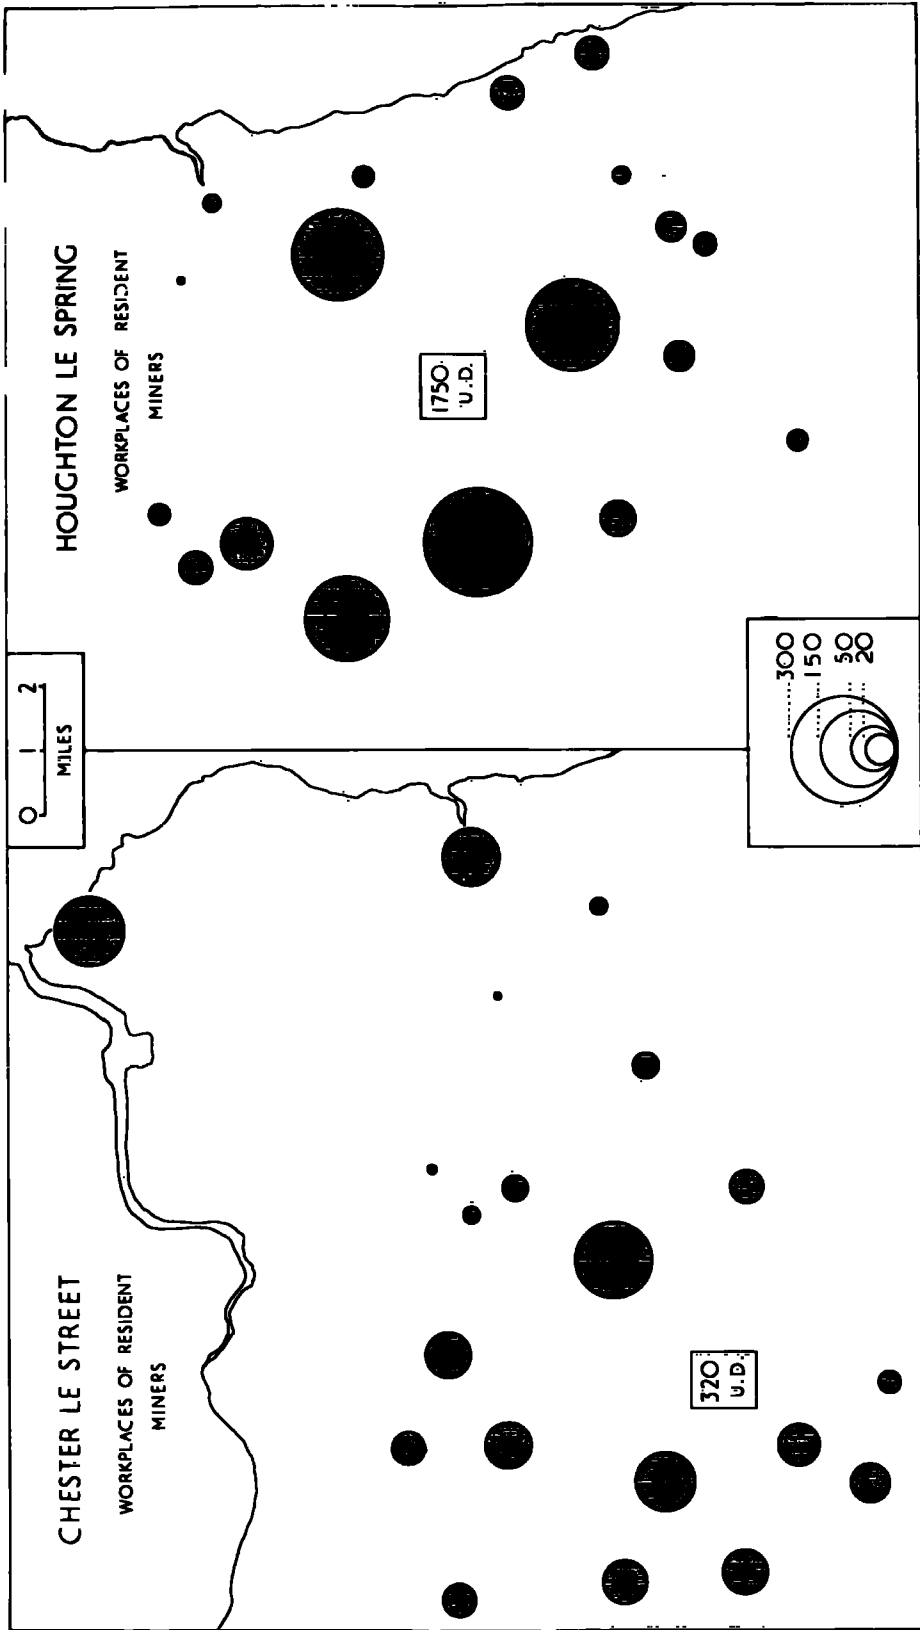 CHESTER LE STREET
WORKPLACES OF RESIDENT
MINERS
320
U.D.
0 1 2
MILES
HOUGHTON LE SPRING
WORKPLACES OF RESIDENT
MINERS
1750
U.D.
300
150
50
20